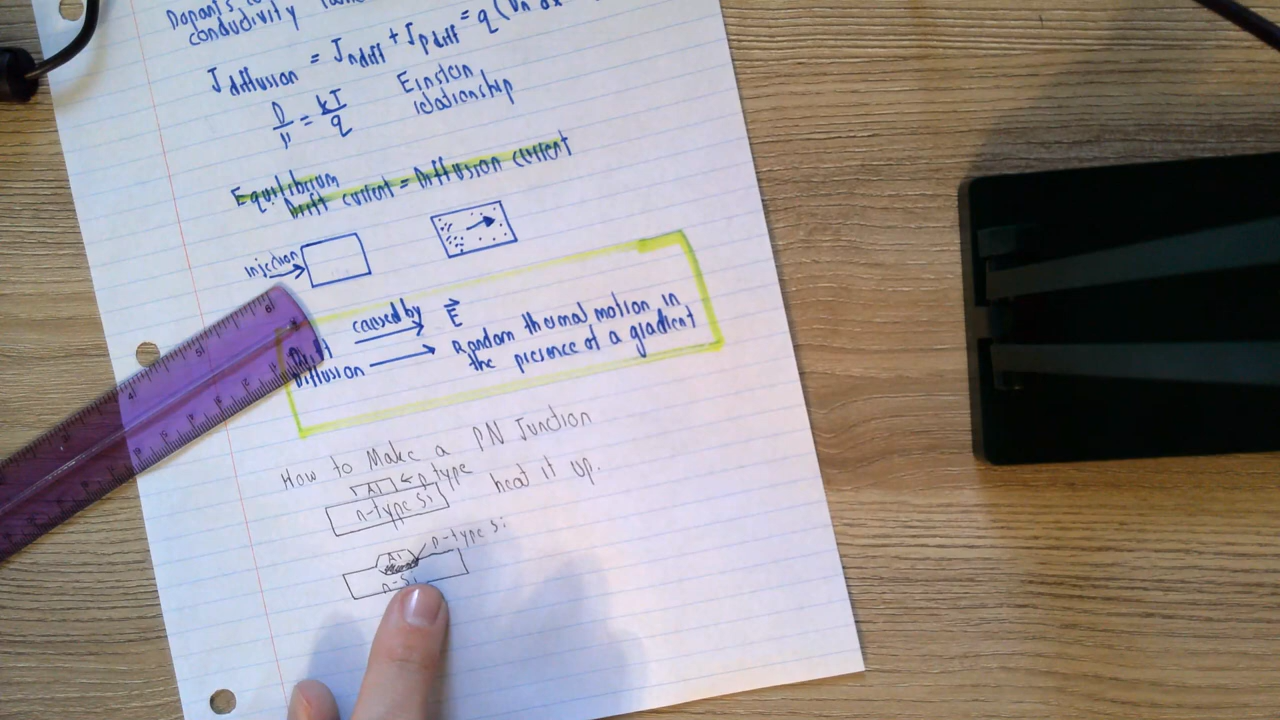 Dopants
conductivity
J diffusion = J n diff + J p diff = q (D n dx
D/μ = kT/q Einstein relationship
Equilibrium
Drift current = Diffusion current
injection
Drift caused by E
Diffusion Random thermal motion in
the presence of a gradient
How to Make a PN Junction
Al p type
n-type Si heat it up.
Al p-type Si
n-Si